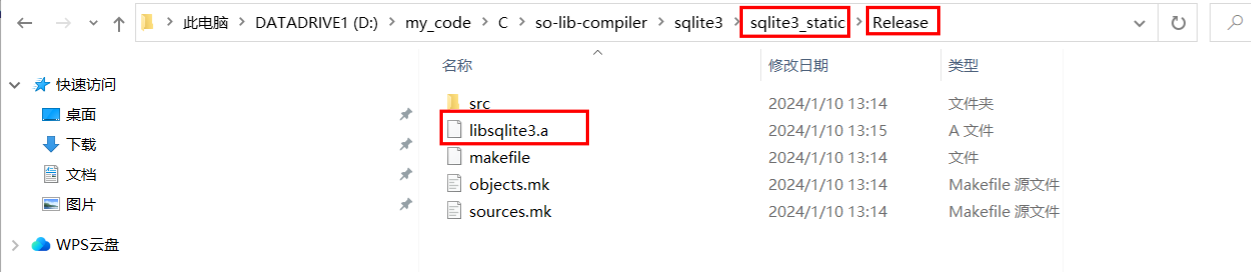 此电脑 DATADRIVE1 (D:) my_code C so-lib-compiler sqlite3 sqlite3_static Release
名称 修改日期 类型
快速访问
桌面
下载
文档
图片
WPS云盘
src 2024/1/10 13:14 文件夹
libsqlite3.a 2024/1/10 13:15 A 文件
makefile 2024/1/10 13:14 文件
objects.mk 2024/1/10 13:14 Makefile 源文件
sources.mk 2024/1/10 13:14 Makefile 源文件